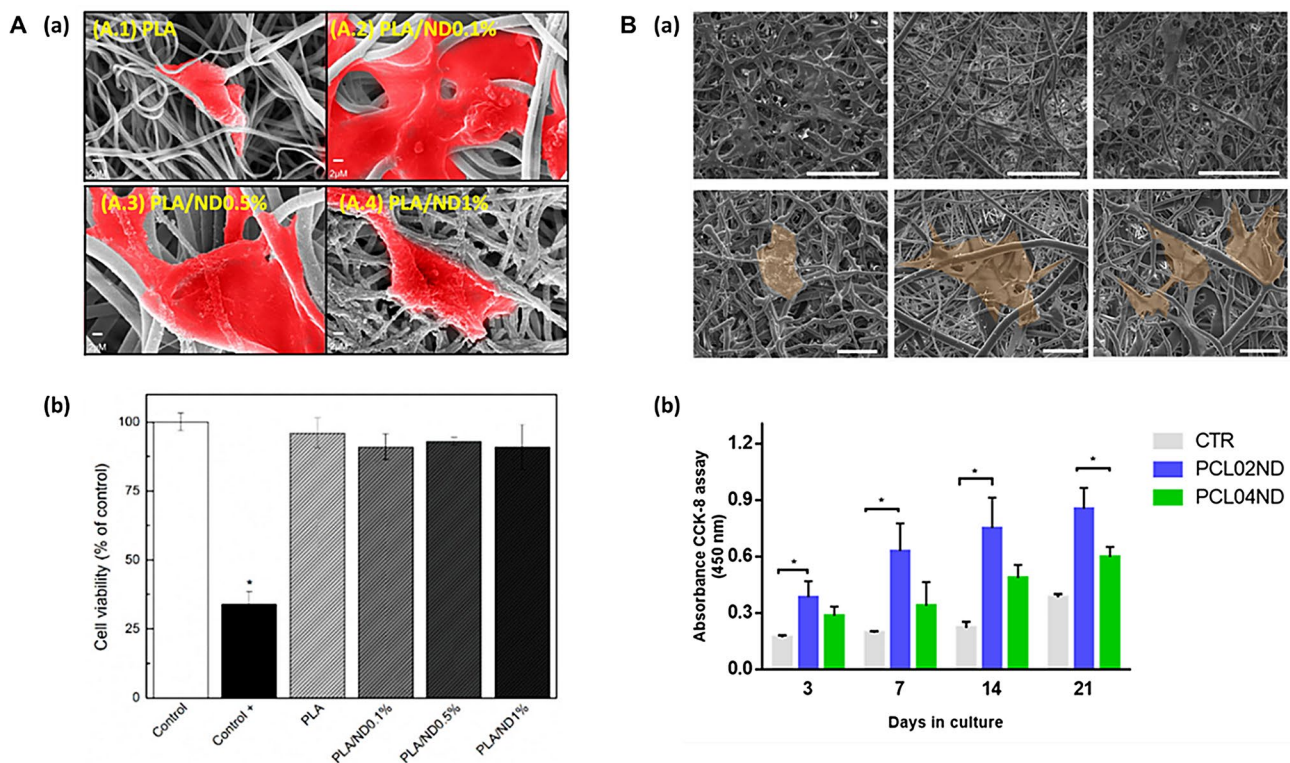 A (a)
(A.1) PLA
(A.2) PLA/ND0.1%
2µM
(A.3) PLA/ND0.5%
(A.4) PLA/ND1%
(b)
Cell viability (% of control)
100
75
50
25
0
*
Control
Control +
PLA
PLA/ND0.1%
PLA/ND0.5%
PLA/ND1%
B (a)
(b)
Absorbance CCK-8 assay
(450 nm)
1.2
0.9
0.6
0.3
0.0
*
*
*
*
CTR
PCL02ND
PCL04ND
3 7 14 21
Days in culture